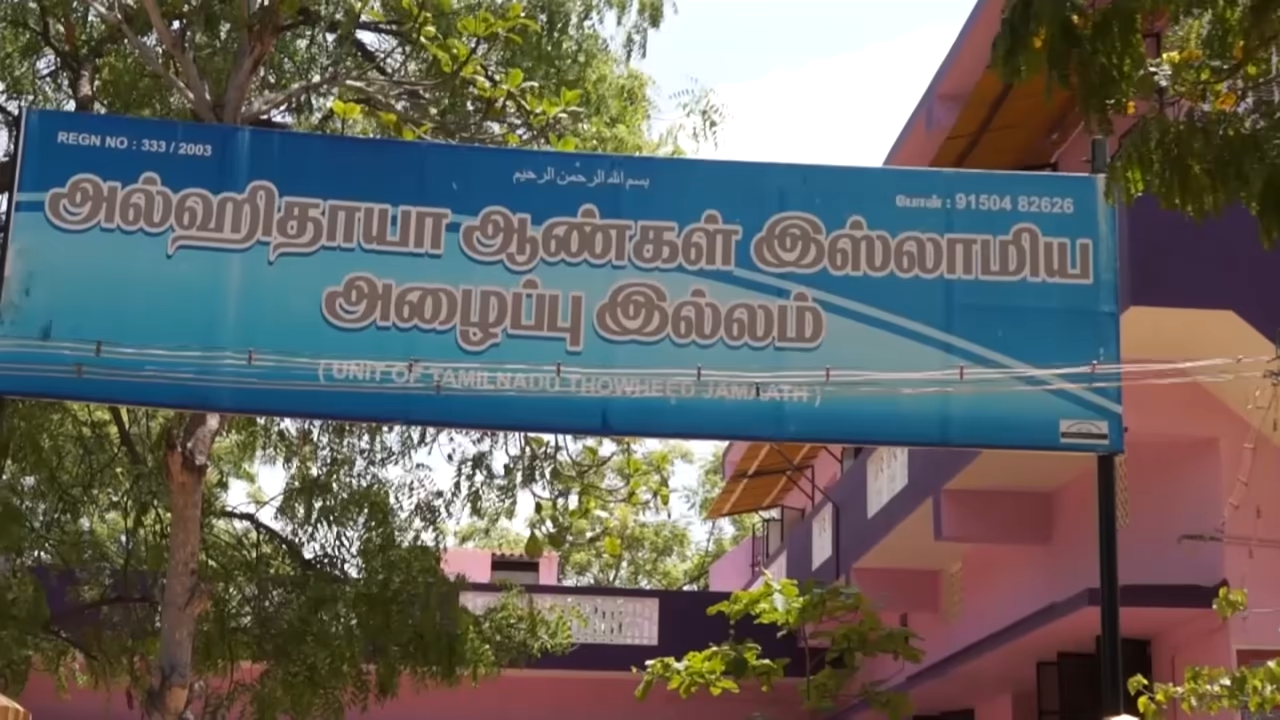 REGN NO : 333 / 2003
بسم الله الرحمن الرحيم
போன் : 91504 82626
அல்ஹிதாயா ஆண்கள் இஸ்லாமிய
அழைப்பு இல்லம்
( UNIT OF TAMILNADU THOWHEED JAMAATH )